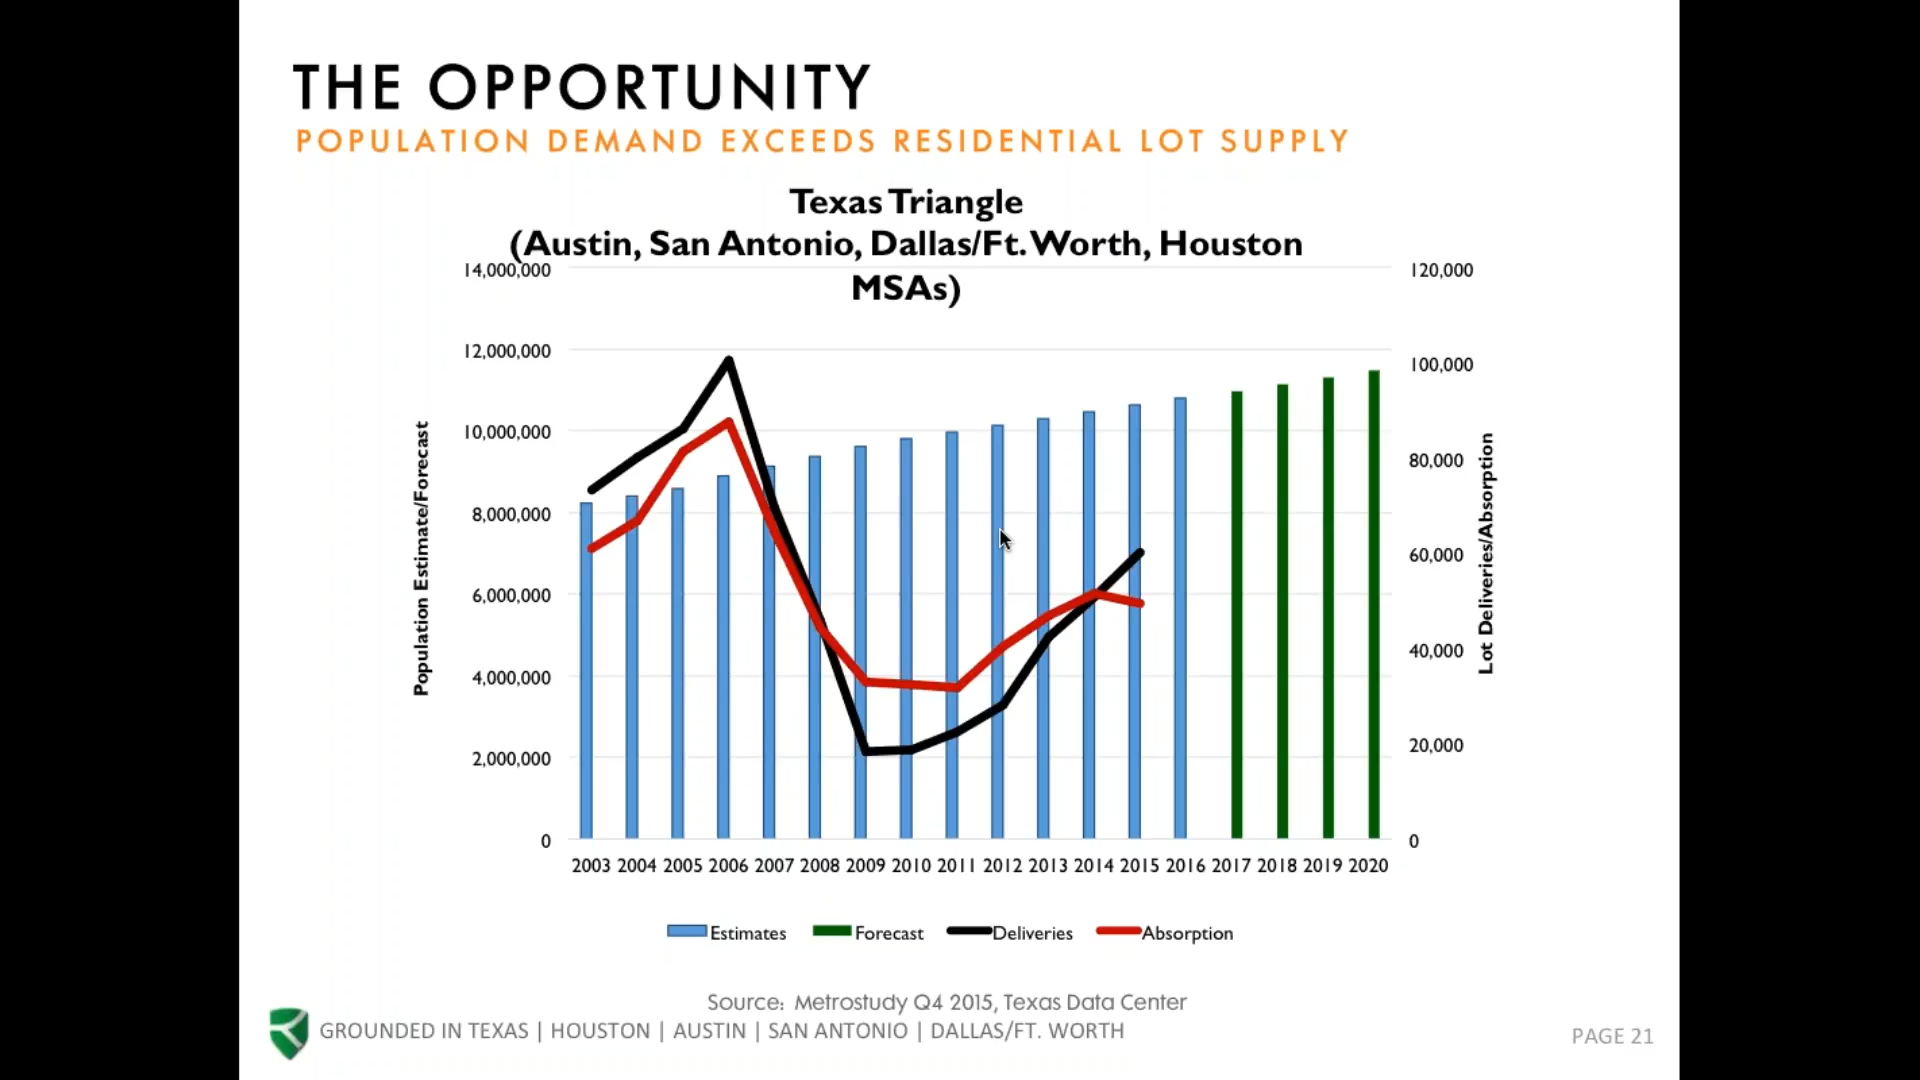 THE OPPORTUNITY
POPULATION DEMAND EXCEEDS RESIDENTIAL LOT SUPPLY
Texas Triangle
(Austin, San Antonio, Dallas/Ft. Worth, Houston
MSAs)
14,000,000
12,000,000
10,000,000
8,000,000
6,000,000
4,000,000
2,000,000
0
Population Estimate/Forecast
120,000
100,000
80,000
60,000
40,000
20,000
0
Lot Deliveries/Absorption
2003 2004 2005 2006 2007 2008 2009 2010 2011 2012 2013 2014 2015 2016 2017 2018 2019 2020
Estimates Forecast Deliveries Absorption
Source: Metrostudy Q4 2015, Texas Data Center
GROUNDED IN TEXAS | HOUSTON | AUSTIN | SAN ANTONIO | DALLAS/FT. WORTH
PAGE 21